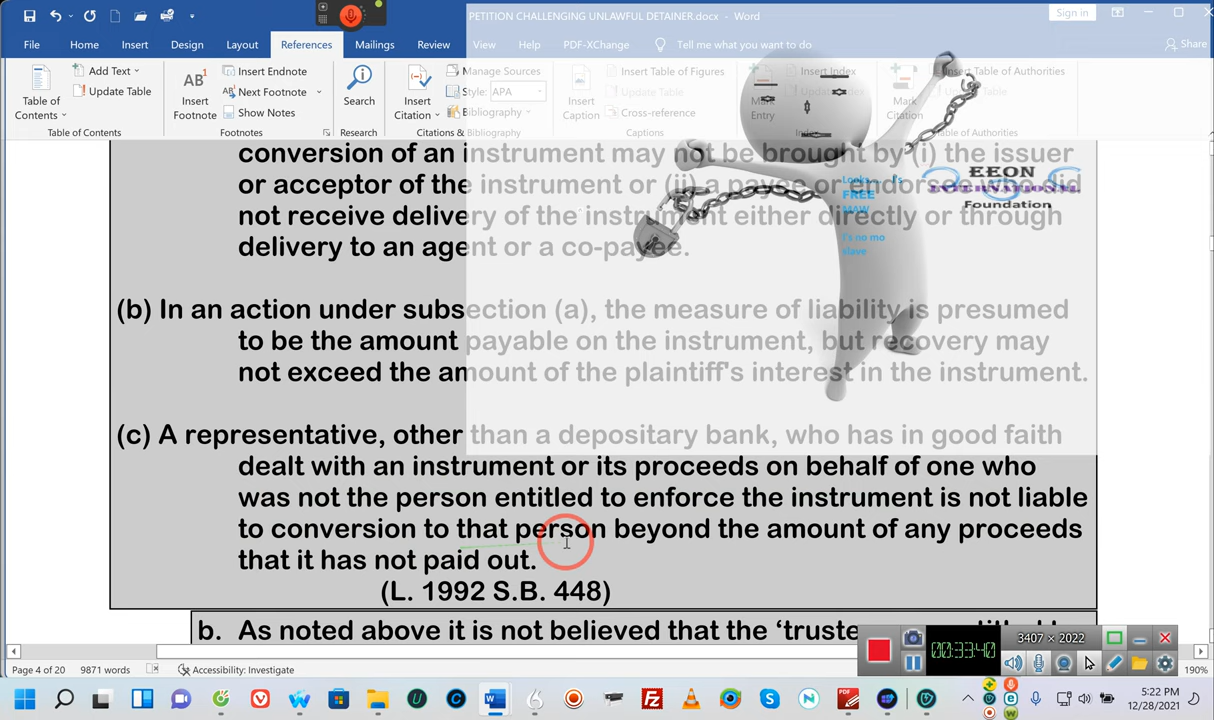 PETITION CHALLENGING UNLAWFUL DETAINER.docx - Word
Sign in
File Home Insert Design Layout References Mailings Review View Help PDF-XChange Tell me what you want to do Share
Table of Contents
Add Text
Update Table
Table of Contents
AB1
Insert Footnote
Insert Endnote
Next Footnote
Show Notes
Footnotes
Search
Research
Insert Citation
Manage Sources
Style: APA
Bibliography
Citations & Bibliography
Insert Caption
Insert Table of Figures
Update Table
Cross-reference
Captions
Mark Entry
Insert Index
Mark Citation
Insert Table of Authorities
Table of Authorities
conversion of an instrument may not be brought by (i) the issuer
or acceptor of the instrument or (ii) a payee or endorsee who did
not receive delivery of the instrument either directly or through
delivery to an agent or a co-payee.
Looks.... I's
FREE
MAW
I's no mo
slave
EEON
INTERNATIONAL
Foundation
(b) In an action under subsection (a), the measure of liability is presumed
to be the amount payable on the instrument, but recovery may
not exceed the amount of the plaintiff's interest in the instrument.
(c) A representative, other than a depositary bank, who has in good faith
dealt with an instrument or its proceeds on behalf of one who
was not the person entitled to enforce the instrument is not liable
to conversion to that person beyond the amount of any proceeds
that it has not paid out.
(L. 1992 S.B. 448)
b. As noted above it is not believed that the ‘truste
00:33:40
3407 × 2022
Page 4 of 20 9871 words Accessibility: Investigate 190%
5:22 PM
12/28/2021